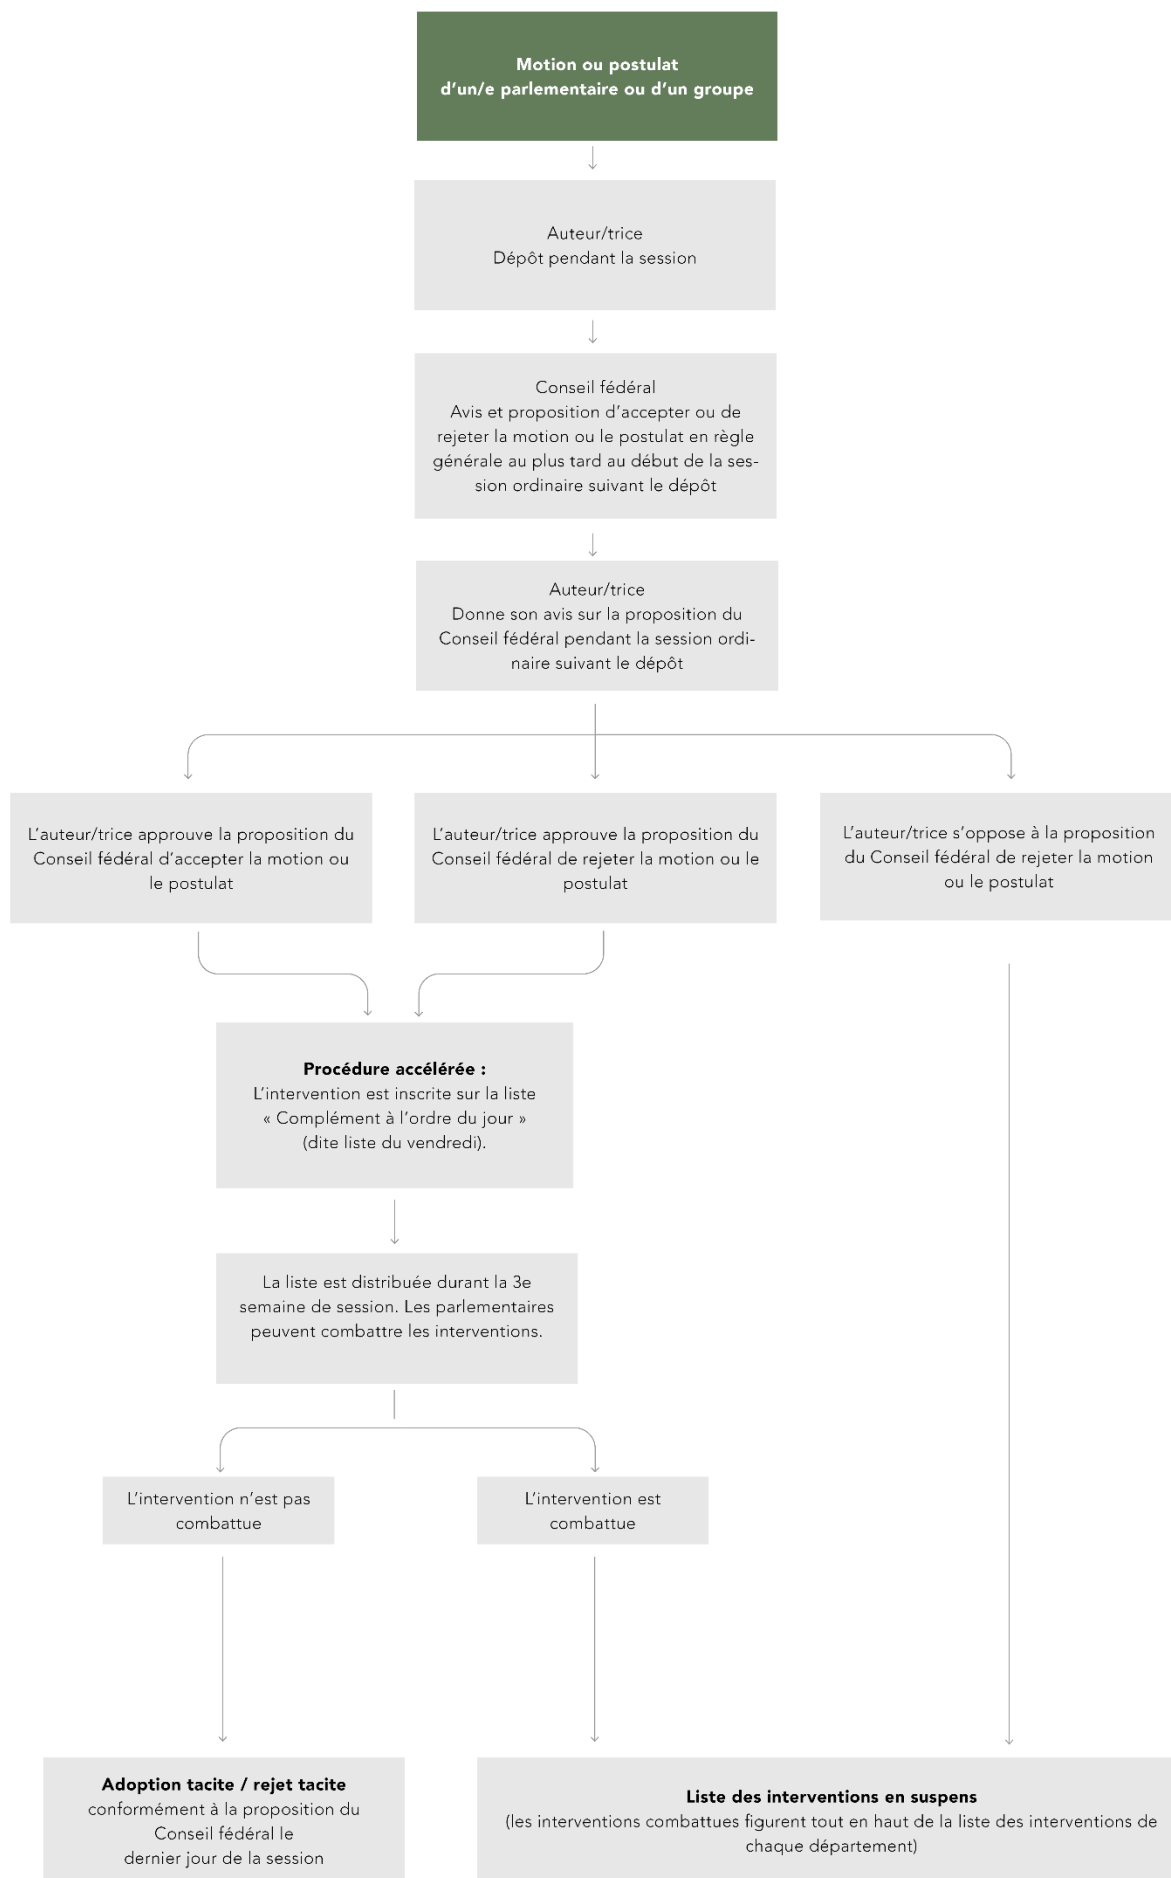 Motion ou postulat
d’un/e parlementaire ou d’un groupe
Auteur/trice
Dépôt pendant la session
Conseil fédéral
Avis et proposition d’accepter ou de
rejeter la motion ou le postulat en règle
générale au plus tard au début de la ses-
sion ordinaire suivant le dépôt
Auteur/trice
Donne son avis sur la proposition du
Conseil fédéral pendant la session ordi-
naire suivant le dépôt
L’auteur/trice approuve la proposition du
Conseil fédéral d’accepter la motion ou
le postulat
L’auteur/trice approuve la proposition du
Conseil fédéral de rejeter la motion ou le
postulat
L’auteur/trice s’oppose à la proposition
du Conseil fédéral de rejeter la motion
ou le postulat
Procédure accélérée :
L’intervention est inscrite sur la liste
« Complément à l’ordre du jour »
(dite liste du vendredi).
La liste est distribuée durant la 3e
semaine de session. Les parlementaires
peuvent combattre les interventions.
L’intervention n’est pas
combattue
L’intervention est
combattue
Adoption tacite / rejet tacite
conformément à la proposition du
Conseil fédéral le
dernier jour de la session
Liste des interventions en suspens
(les interventions combattues figurent tout en haut de la liste des interventions de
chaque département)